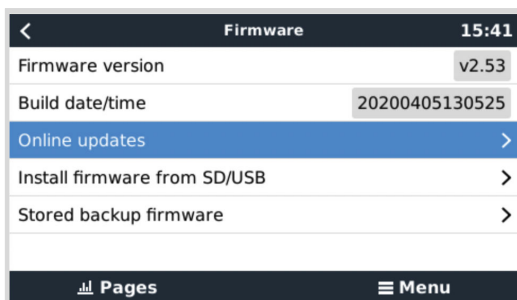 Firmware 15:41
Firmware version v2.53
Build date/time 20200405130525
Online updates
Install firmware from SD/USB
Stored backup firmware
Pages Menu